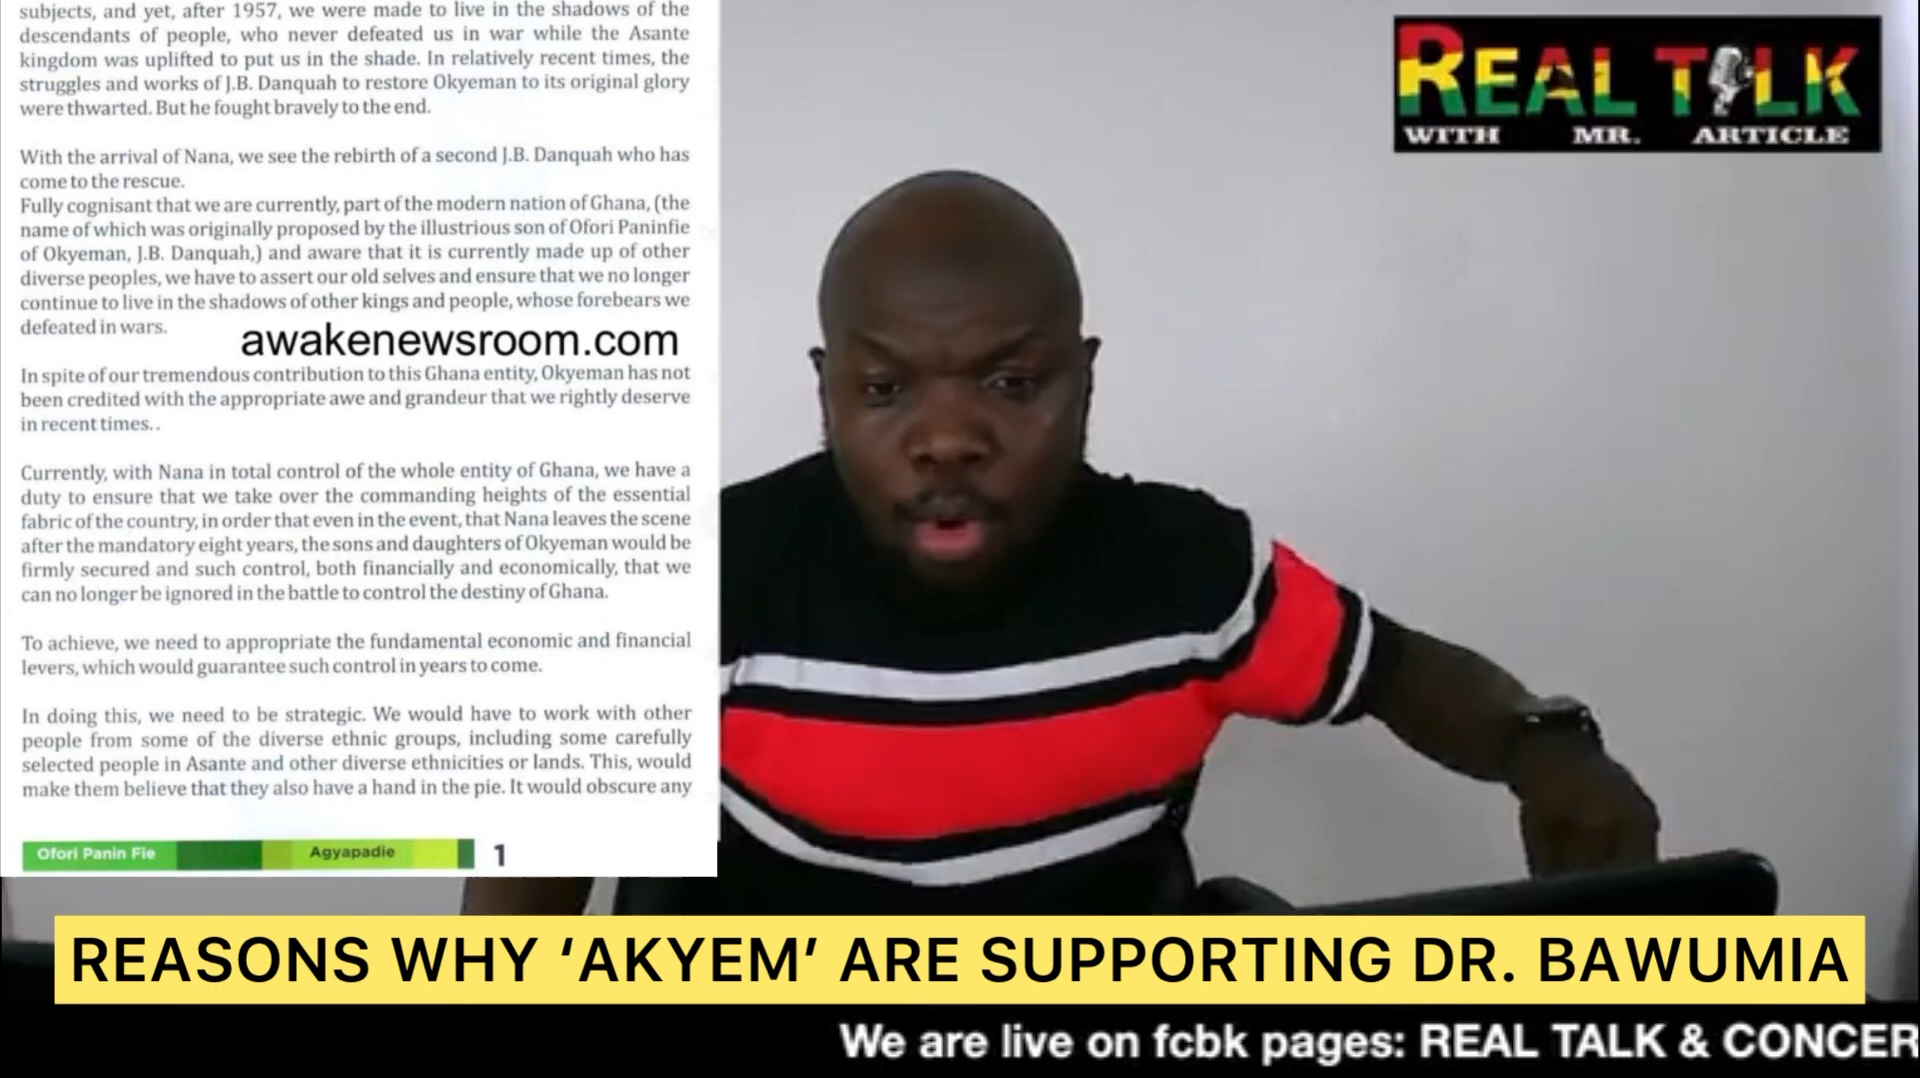 subjects, and yet, after 1957, we were made to live in the shadows of the
descendants of people, who never defeated us in war while the Asante
kingdom was uplifted to put us in the shade. In relatively recent times, the
struggles and works of J.B. Danquah to restore Okyeman to its original glory
were thwarted. But he fought bravely to the end.
With the arrival of Nana, we see the rebirth of a second J.B. Danquah who has
come to the rescue.
Fully cognisant that we are currently, part of the modern nation of Ghana, (the
name of which was originally proposed by the illustrious son of Ofori Paninfie
of Okyeman, J.B. Danquah,) and aware that it is currently made up of other
diverse peoples, we have to assert our old selves and ensure that we no longer
continue to live in the shadows of other kings and people, whose forebears we
defeated in wars.
awakenewsroom.com
In spite of our tremendous contribution to this Ghana entity, Okyeman has not
been credited with the appropriate awe and grandeur that we rightly deserve
in recent times..
Currently, with Nana in total control of the whole entity of Ghana, we have a
duty to ensure that we take over the commanding heights of the essential
fabric of the country, in order that even in the event, that Nana leaves the scene
after the mandatory eight years, the sons and daughters of Okyeman would be
firmly secured and such control, both financially and economically, that we
can no longer be ignored in the battle to control the destiny of Ghana.
To achieve, we need to appropriate the fundamental economic and financial
levers, which would guarantee such control in years to come.
In doing this, we need to be strategic. We would have to work with other
people from some of the diverse ethnic groups, including some carefully
selected people in Asante and other diverse ethnicities or lands. This, would
make them believe that they also have a hand in the pie. It would obscure any
Ofori Panin Fie Agyapadie 1
REAL TALK
WITH MR. ARTICLE
REASONS WHY ‘AKYEM’ ARE SUPPORTING DR. BAWUMIA
We are live on fcbk pages: REAL TALK & CONCER